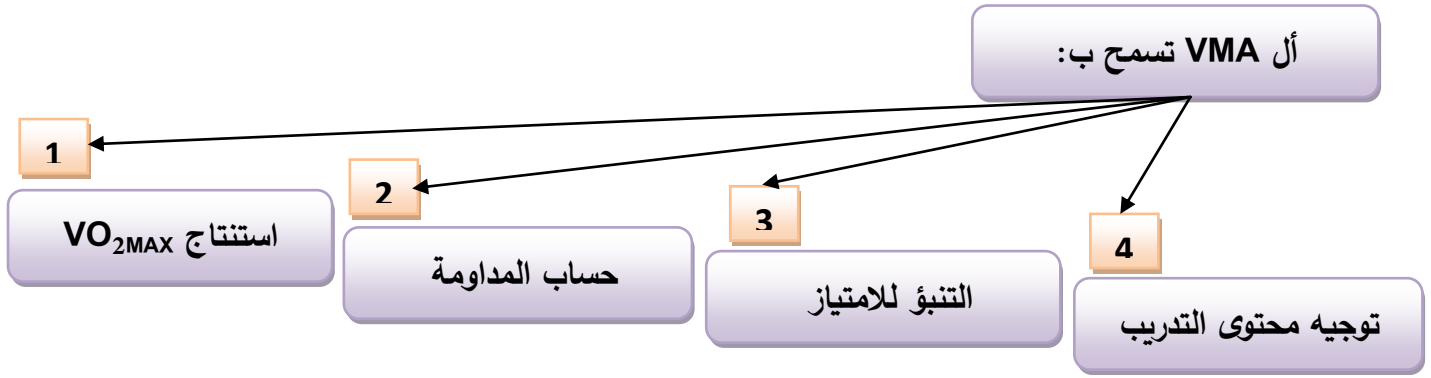 أل VMA تسمح ب:
1
استنتاج VO₂MAX
2
حساب المداومة
3
التنبؤ للامتياز
4
توجيه محتوى التدريب